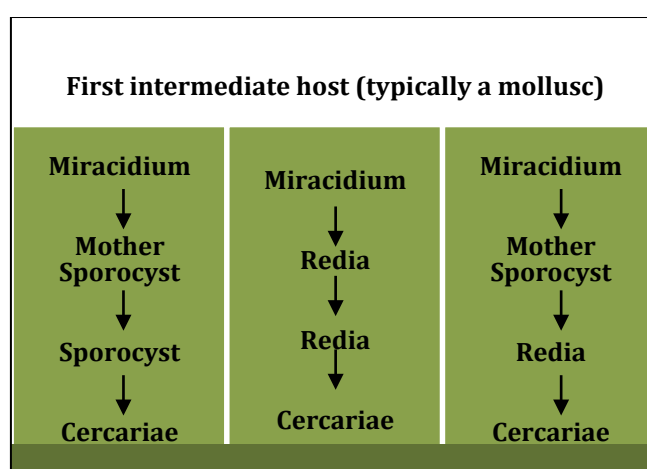 First intermediate host (typically a mollusc)
Miracidium
Mother
Sporocyst
Sporocyst
Cercariae
Miracidium
Redia
Redia
Cercariae
Miracidium
Mother
Sporocyst
Redia
Cercariae